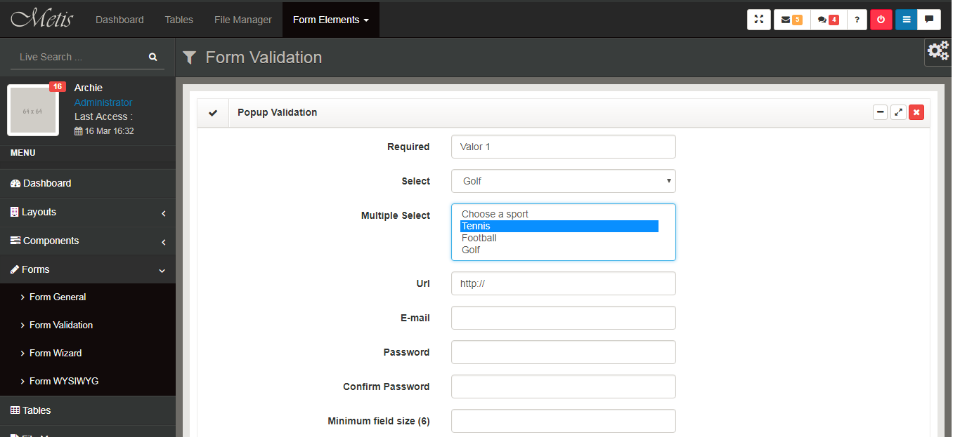 Metis Dashboard Tables File Manager Form Elements 5 4 ?
Live Search ... Form Validation
16 Archie
64 x 64 Administrator
Last Access :
16 Mar 16:32
MENU
Dashboard
Layouts
Components
Forms
Form General
Form Validation
Form Wizard
Form WYSIWYG
Tables
Popup Validation
Required Valor 1
Select Golf
Multiple Select Choose a sport
Tennis
Football
Golf
Url http://
E-mail
Password
Confirm Password
Minimum field size (6)